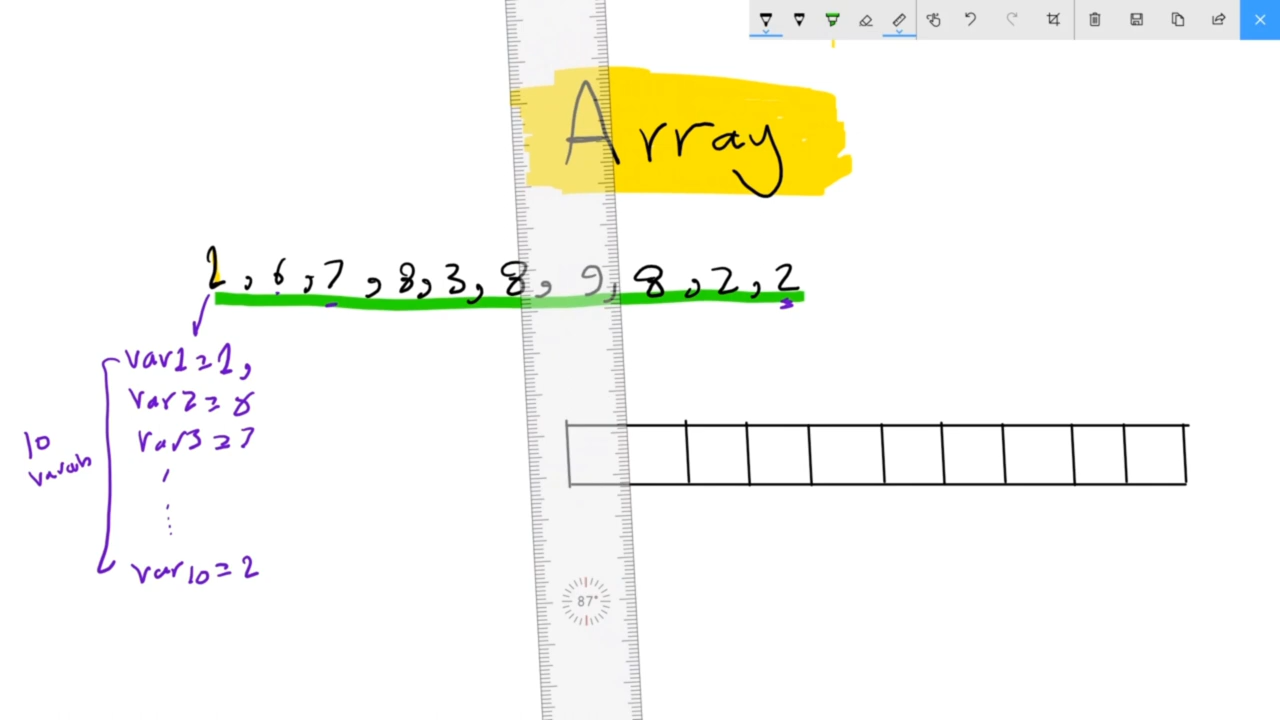 Array
1, 6, 7, 8, 3, 8, 9, 8, 2, 2
var1 = 1,
var2 = 8
var3 = 7
10
var10 = 2
87°